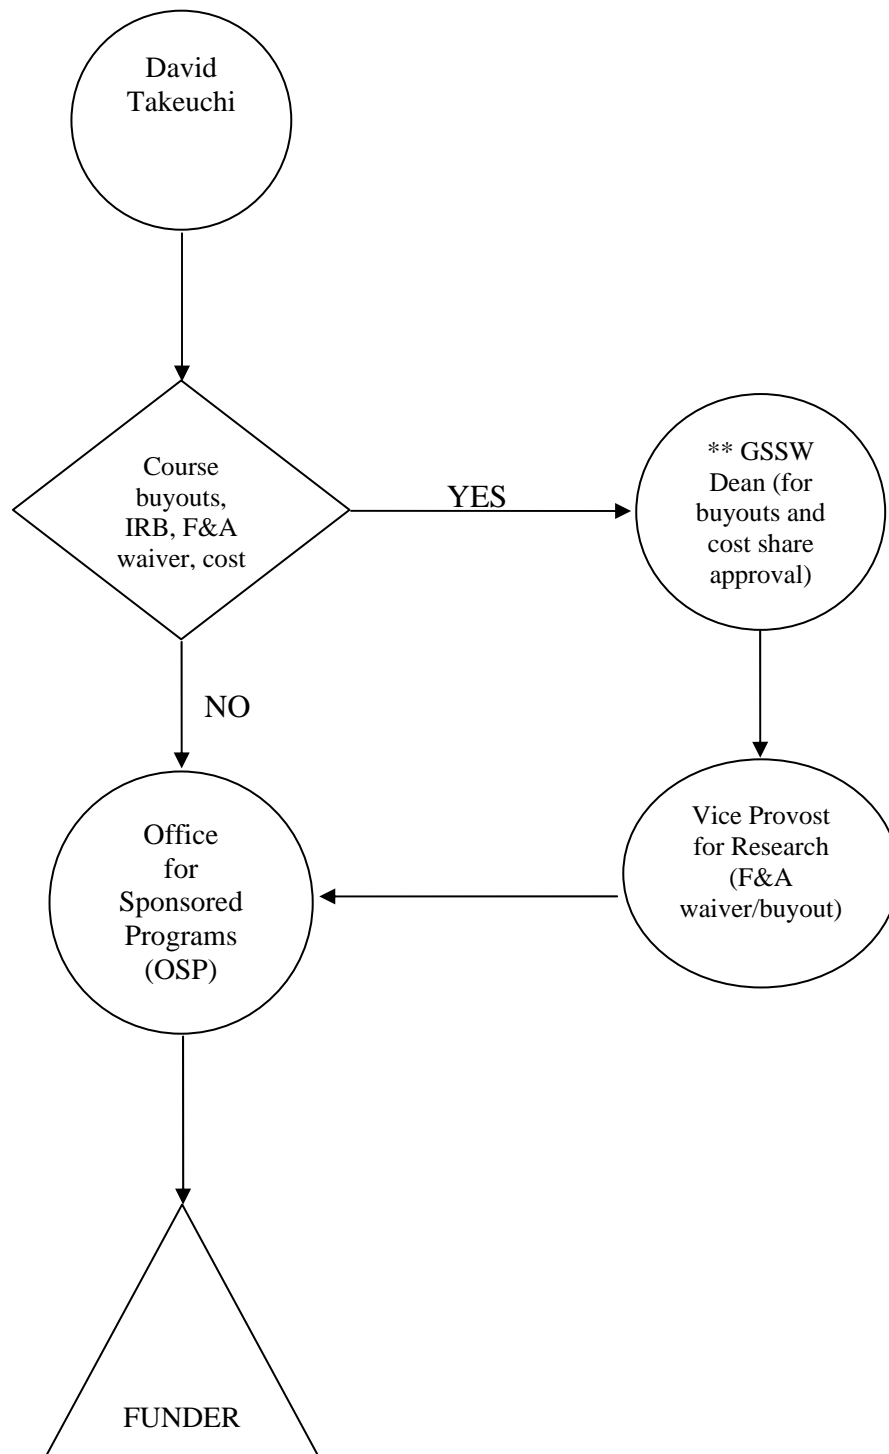 David
Takeuchi
Course
buyouts,
IRB, F&A
waiver, cost
YES
** GSSW
Dean (for
buyouts and
cost share
approval)
NO
Office
for
Sponsored
Programs
(OSP)
Vice Provost
for Research
(F&A
waiver/buyout)
FUNDER